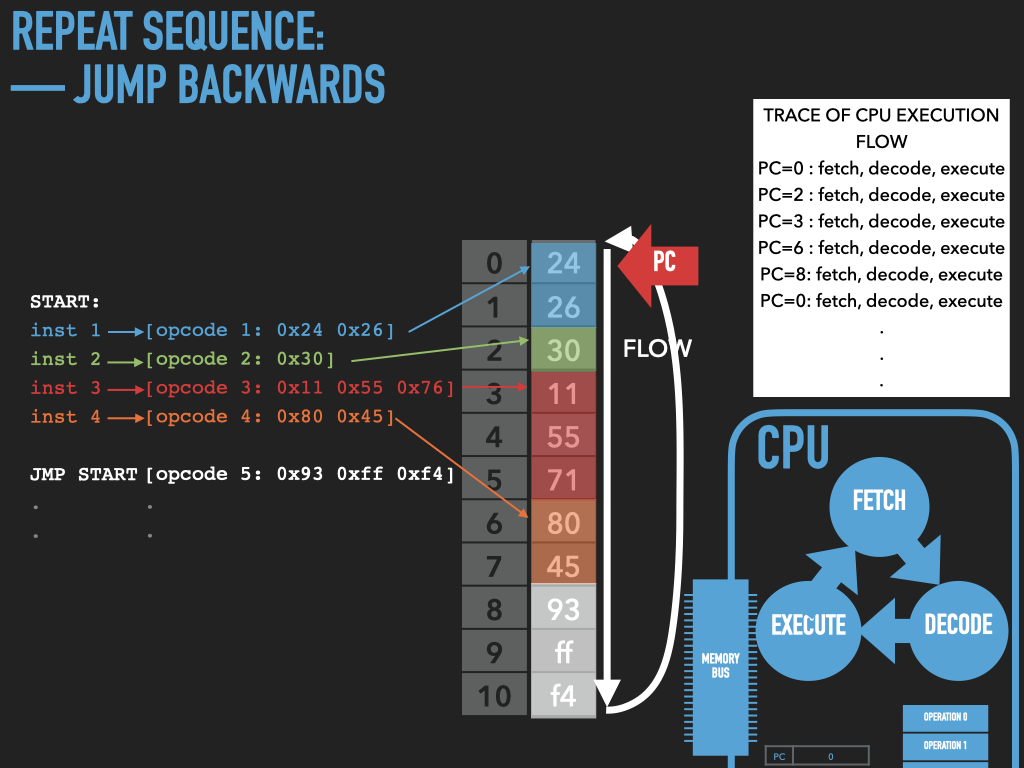 REPEAT SEQUENCE:
— JUMP BACKWARDS
TRACE OF CPU EXECUTION
FLOW
PC=0 : fetch, decode, execute
PC=2 : fetch, decode, execute
PC=3 : fetch, decode, execute
PC=6 : fetch, decode, execute
PC=8: fetch, decode, execute
PC=0: fetch, decode, execute
.
.
.
START:
inst 1 [opcode 1: 0x24 0x26]
inst 2 [opcode 2: 0x30]
inst 3 [opcode 3: 0x11 0x55 0x76]
inst 4 [opcode 4: 0x80 0x45]
JMP START [opcode 5: 0x93 0xff 0xf4]
. .
. .
0 24
1 26
2 30
3 11
4 55
5 71
6 80
7 45
8 93
9 ff
10 f4
PC
FLOW
CPU
FETCH
EXECUTE
DECODE
MEMORY
BUS
OPERATION 0
OPERATION 1
PC 0